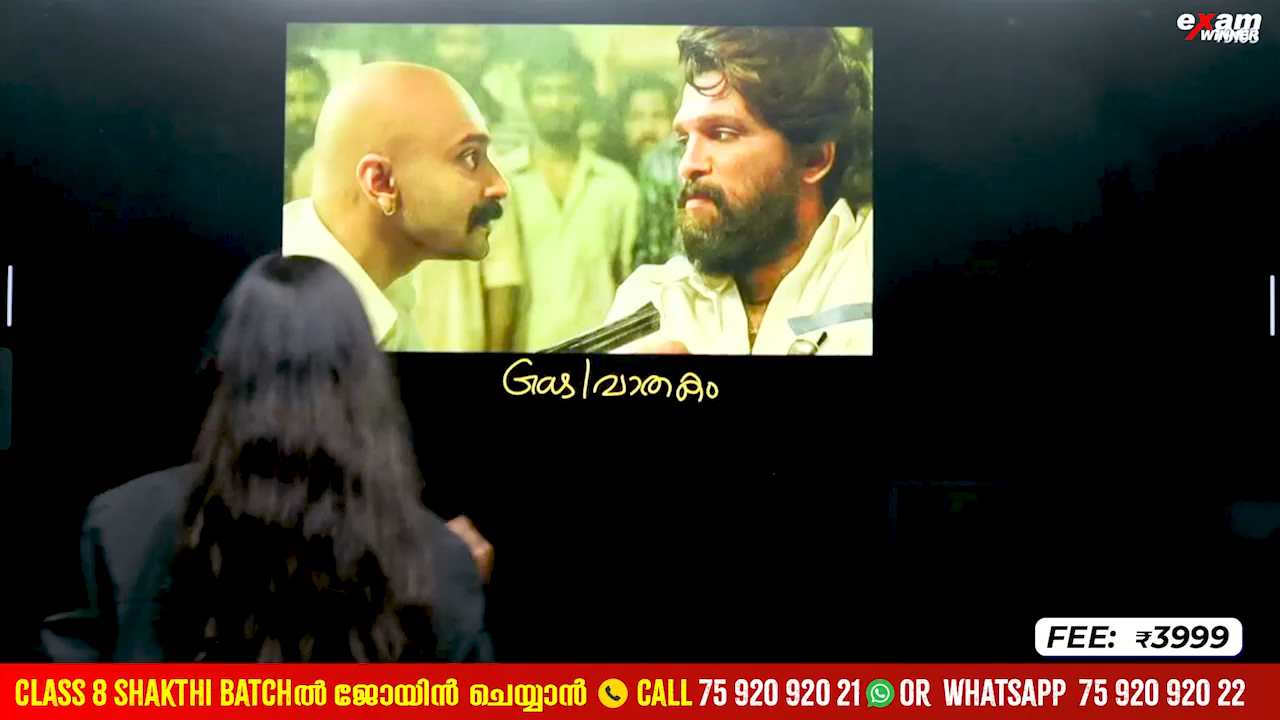 exam
WINNER
Gas/വാതകം
FEE: ₹3999
CLASS 8 SHAKTHI BATCHൽ ജോയിൻ ചെയ്യാൻ CALL 75 920 920 21 OR WHATSAPP 75 920 920 22